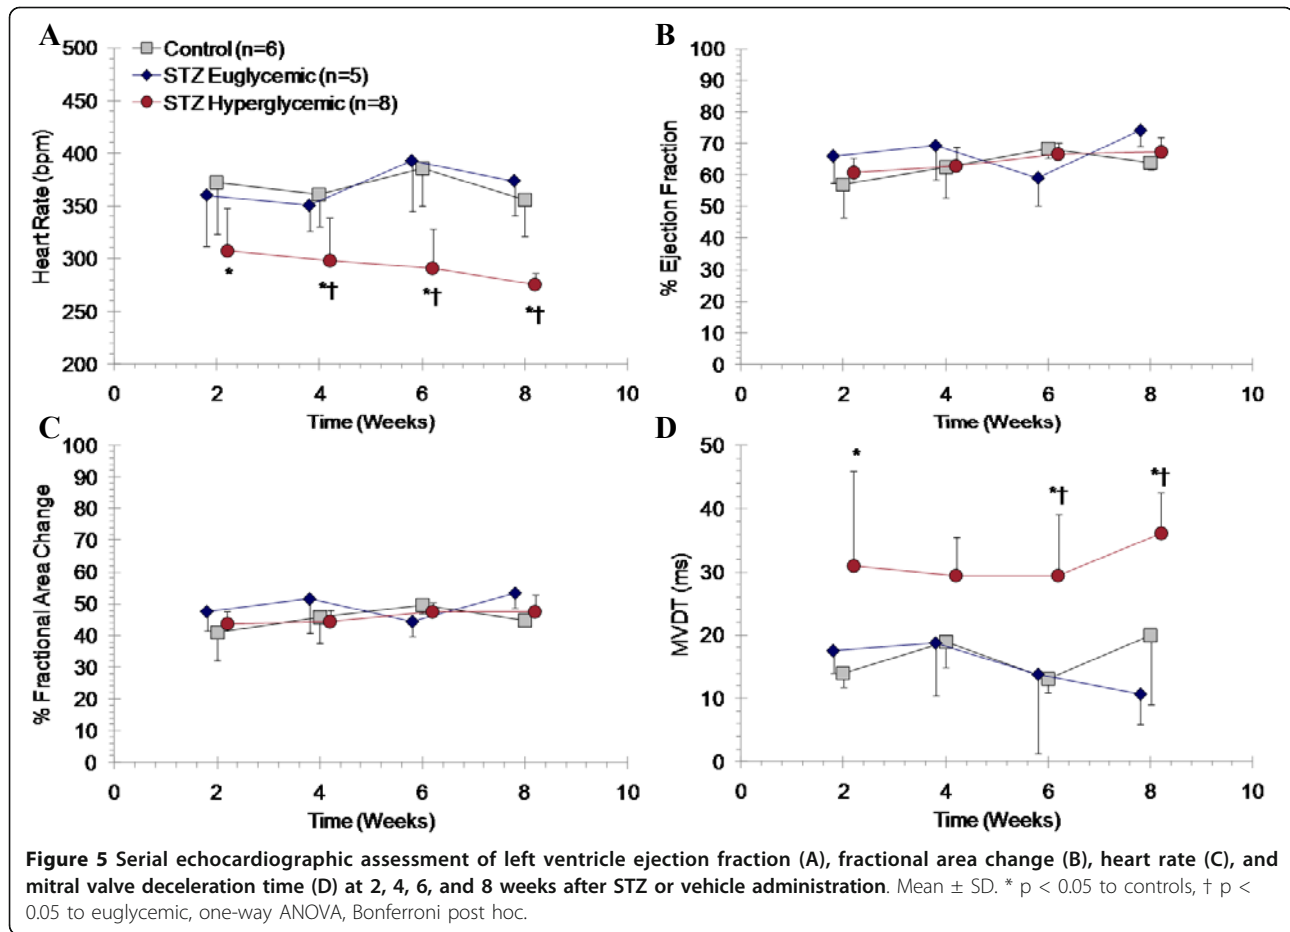 A
B
500
450
400
350
300
250
200
Heart Rate (bpm)
Control (n=6)
STZ Euglycemic (n=5)
STZ Hyperglycemic (n=8)
*
*†
*†
*†
0 2 4 6 8 10
Time (Weeks)
100
90
80
70
60
50
40
30
20
10
0
% Ejection Fraction
0 2 4 6 8 10
Time (Weeks)
C
D
100
90
80
70
60
50
40
30
20
10
0
% Fractional Area Change
0 2 4 6 8 10
Time (Weeks)
50
40
30
20
10
0
MVDT (ms)
*
*†
*†
0 2 4 6 8 10
Time (Weeks)
Figure 5 Serial echocardiographic assessment of left ventricle ejection fraction (A), fractional area change (B), heart rate (C), and
mitral valve deceleration time (D) at 2, 4, 6, and 8 weeks after STZ or vehicle administration. Mean ± SD. * p < 0.05 to controls, † p <
0.05 to euglycemic, one-way ANOVA, Bonferroni post hoc.